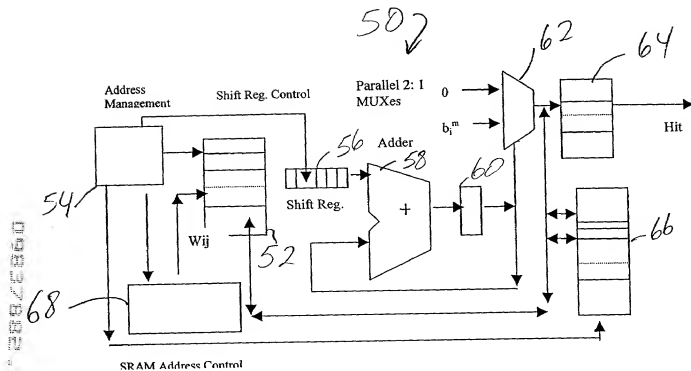 50
62
64
Address
Management
Shift Reg. Control
Parallel 2: 1
MUXes
0
b_i^m
Hit
Adder
56
58
60
+
54
Shift Reg.
Wij
52
66
68
SRAM Address Control